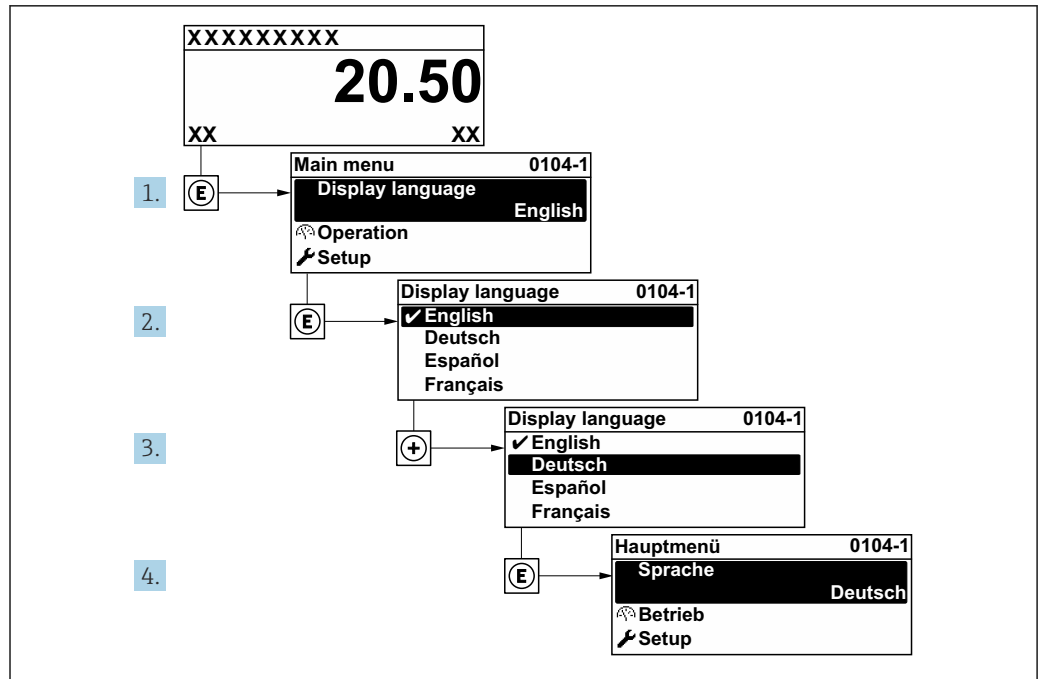 XXXXXXXXX
20.50
XX XX
Main menu 0104-1
1. E Display language
English
Operation
Setup
Display language 0104-1
2. E ✔English
Deutsch
Español
Français
Display language 0104-1
3. + ✔English
Deutsch
Español
Français
Hauptmenü 0104-1
4. E Sprache
Deutsch
Betrieb
Setup